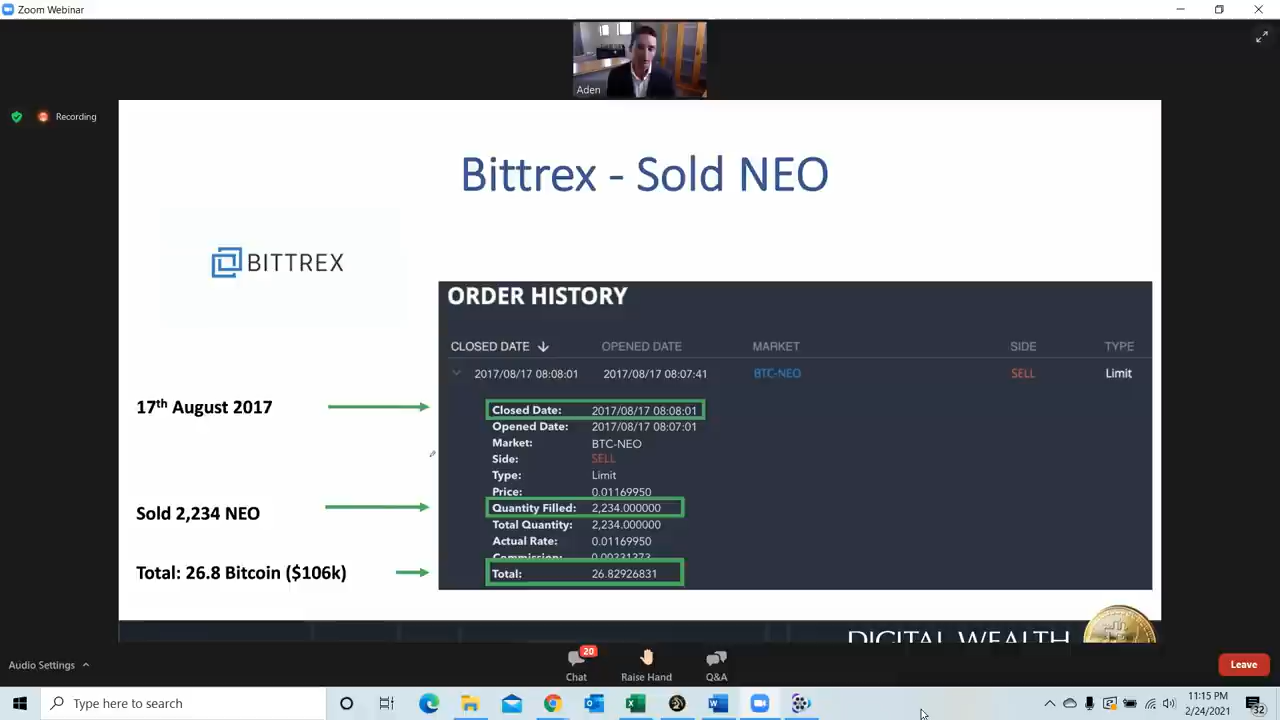 Zoom Webinar
Aden
Recording
Bittrex - Sold NEO
BITTREX
ORDER HISTORY
CLOSED DATE OPENED DATE MARKET SIDE TYPE
2017/08/17 08:08:01 2017/08/17 08:07:41 BTC-NEO SELL Limit
17th August 2017
Closed Date: 2017/08/17 08:08:01
Opened Date: 2017/08/17 08:07:01
Market: BTC-NEO
Side: SELL
Type: Limit
Price: 0.01169950
Sold 2,234 NEO
Quantity Filled: 2,234.000000
Total Quantity: 2,234.000000
Actual Rate: 0.01169950
Commission:
Total: 26.8 Bitcoin ($106k)
Total: 26.82926831
DIGITAL WEALTH
Audio Settings
20
Chat
Raise Hand
Q&A
Leave
Type here to search
11:15 PM
2/24/2021
32